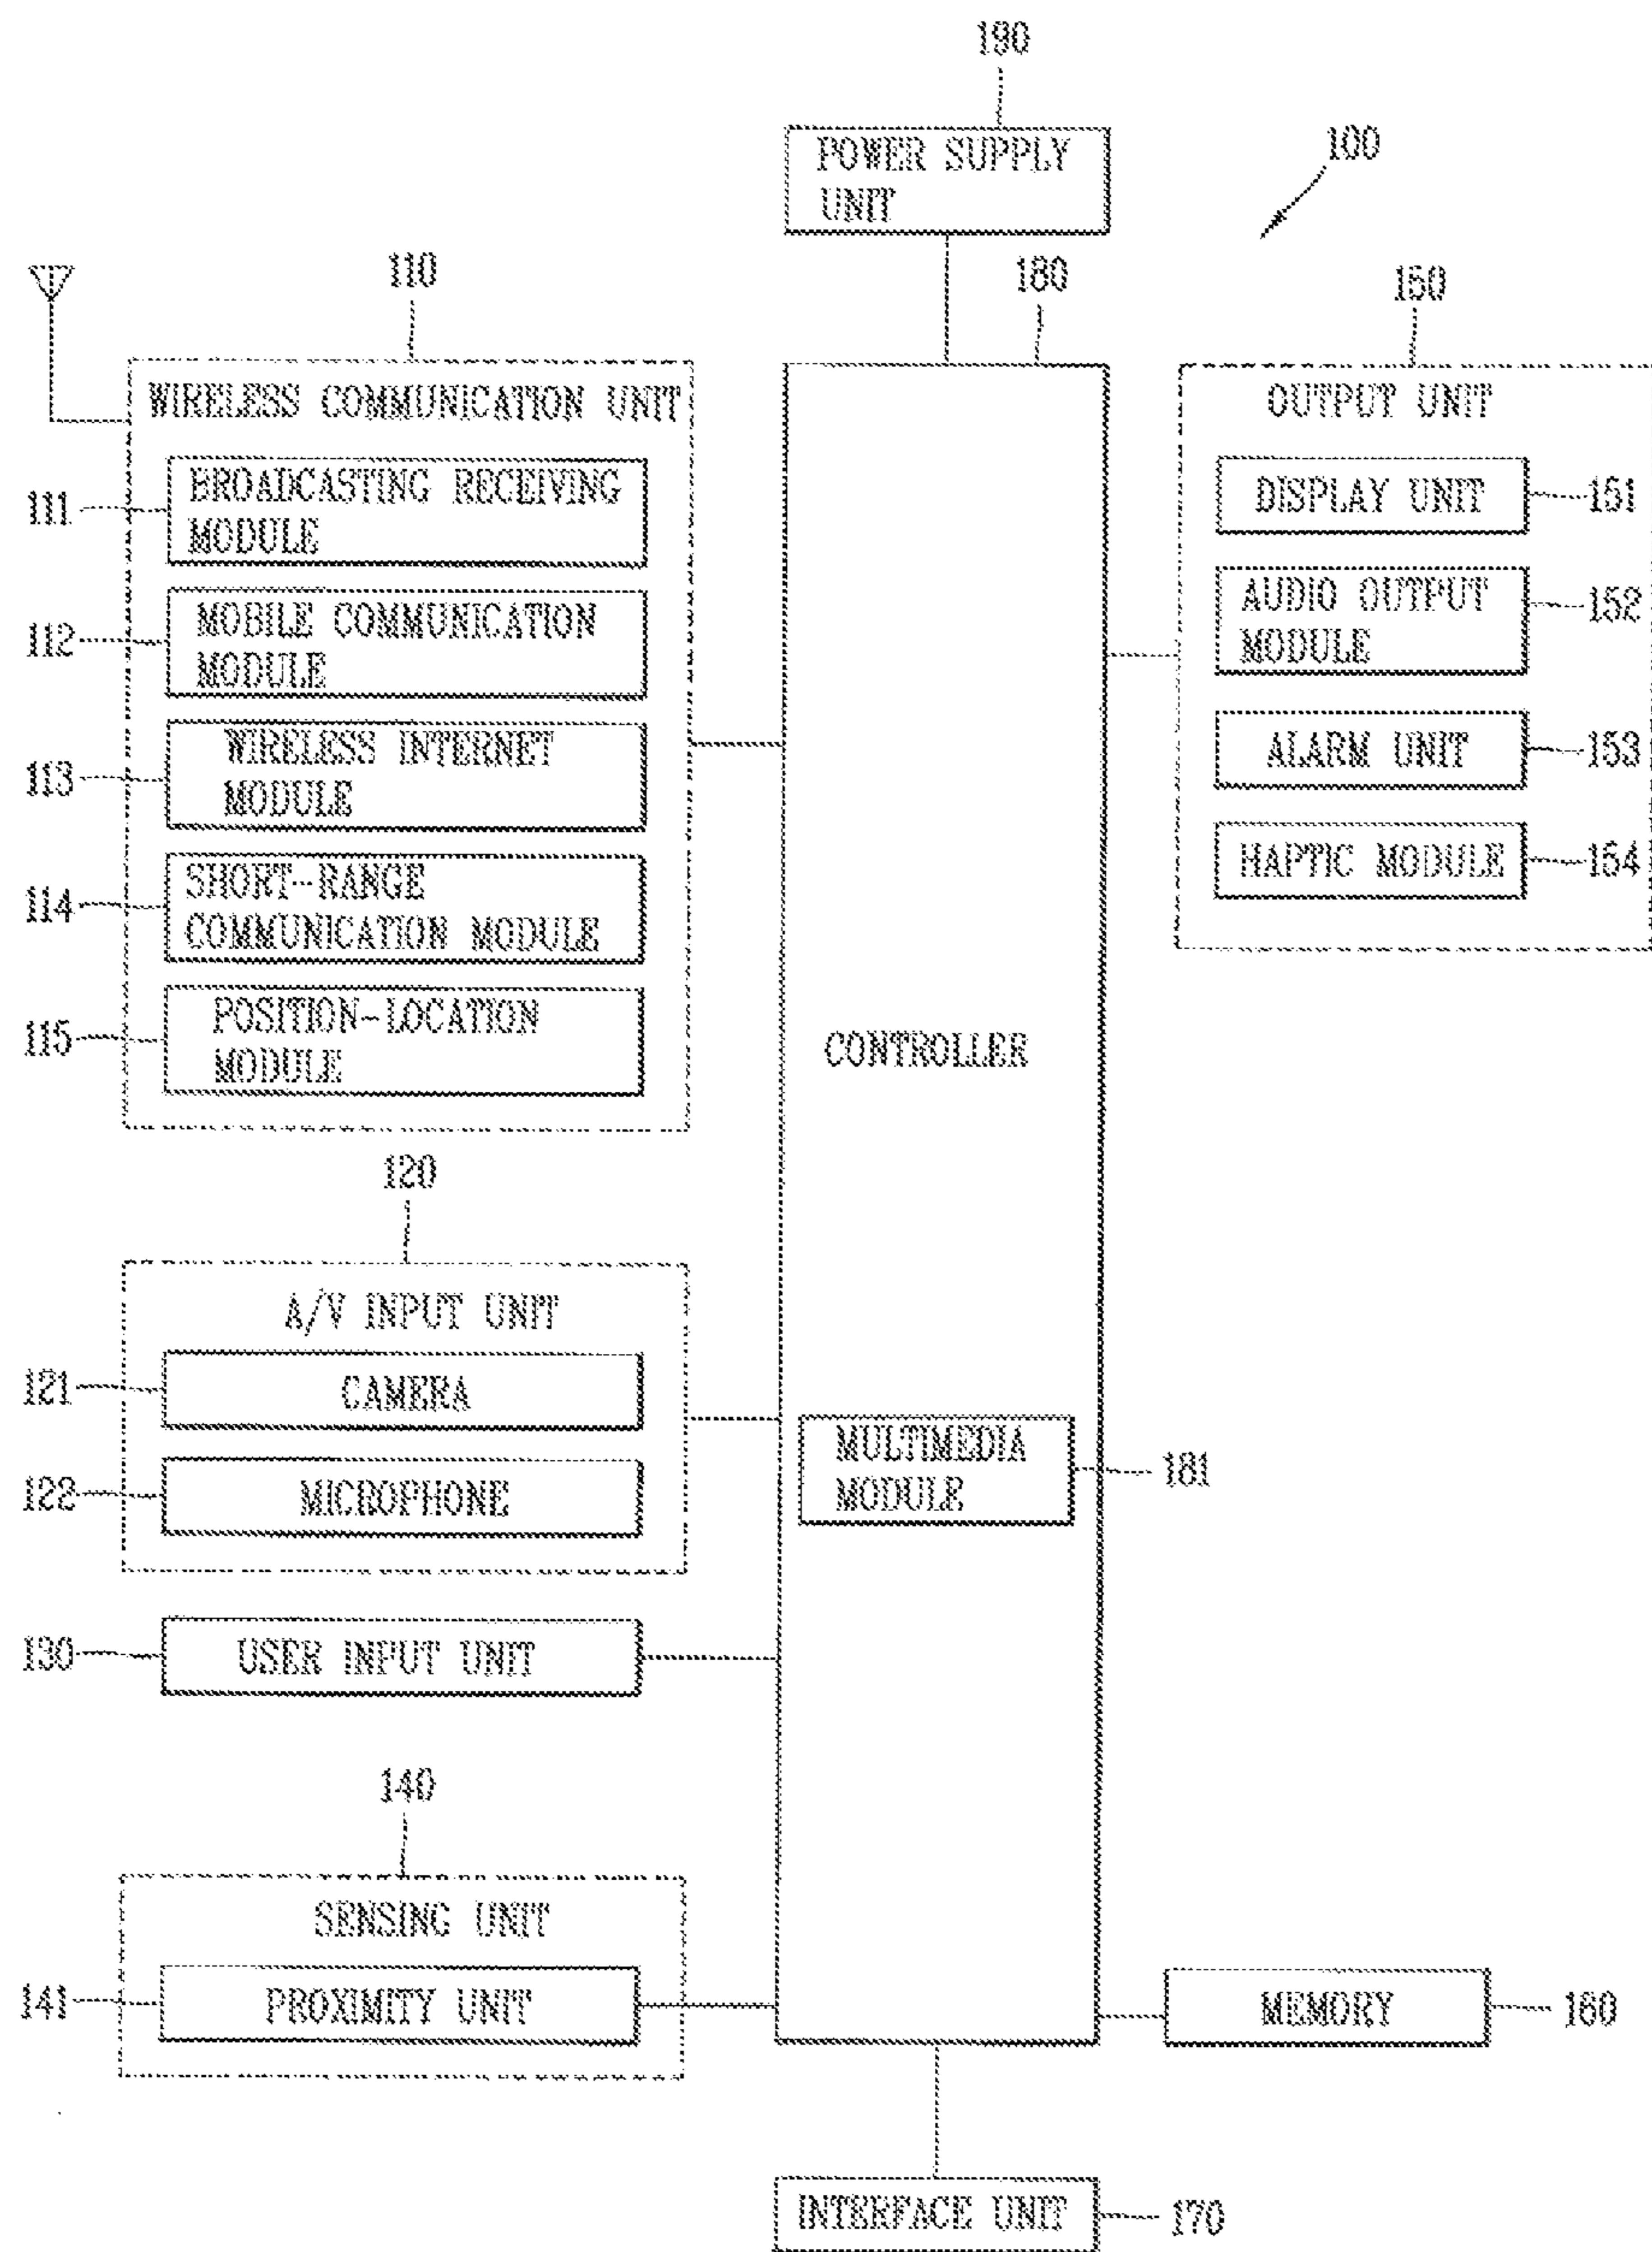 190
POWER SUPPLY
UNIT
100
110
180
150
WIRELESS COMMUNICATION UNIT
OUTPUT UNIT
111
BROADCASTING RECEIVING
MODULE
DISPLAY UNIT
151
112
MOBILE COMMUNICATION
MODULE
AUDIO OUTPUT
MODULE
152
113
WIRELESS INTERNET
MODULE
ALARM UNIT
153
114
SHORT-RANGE
COMMUNICATION MODULE
HAPTIC MODULE
154
115
POSITION-LOCATION
MODULE
CONTROLLER
120
A/V INPUT UNIT
121
CAMERA
122
MICROPHONE
MULTIMEDIA
MODULE
181
130
USER INPUT UNIT
140
SENSING UNIT
141
PROXIMITY UNIT
MEMORY
160
INTERFACE UNIT
170